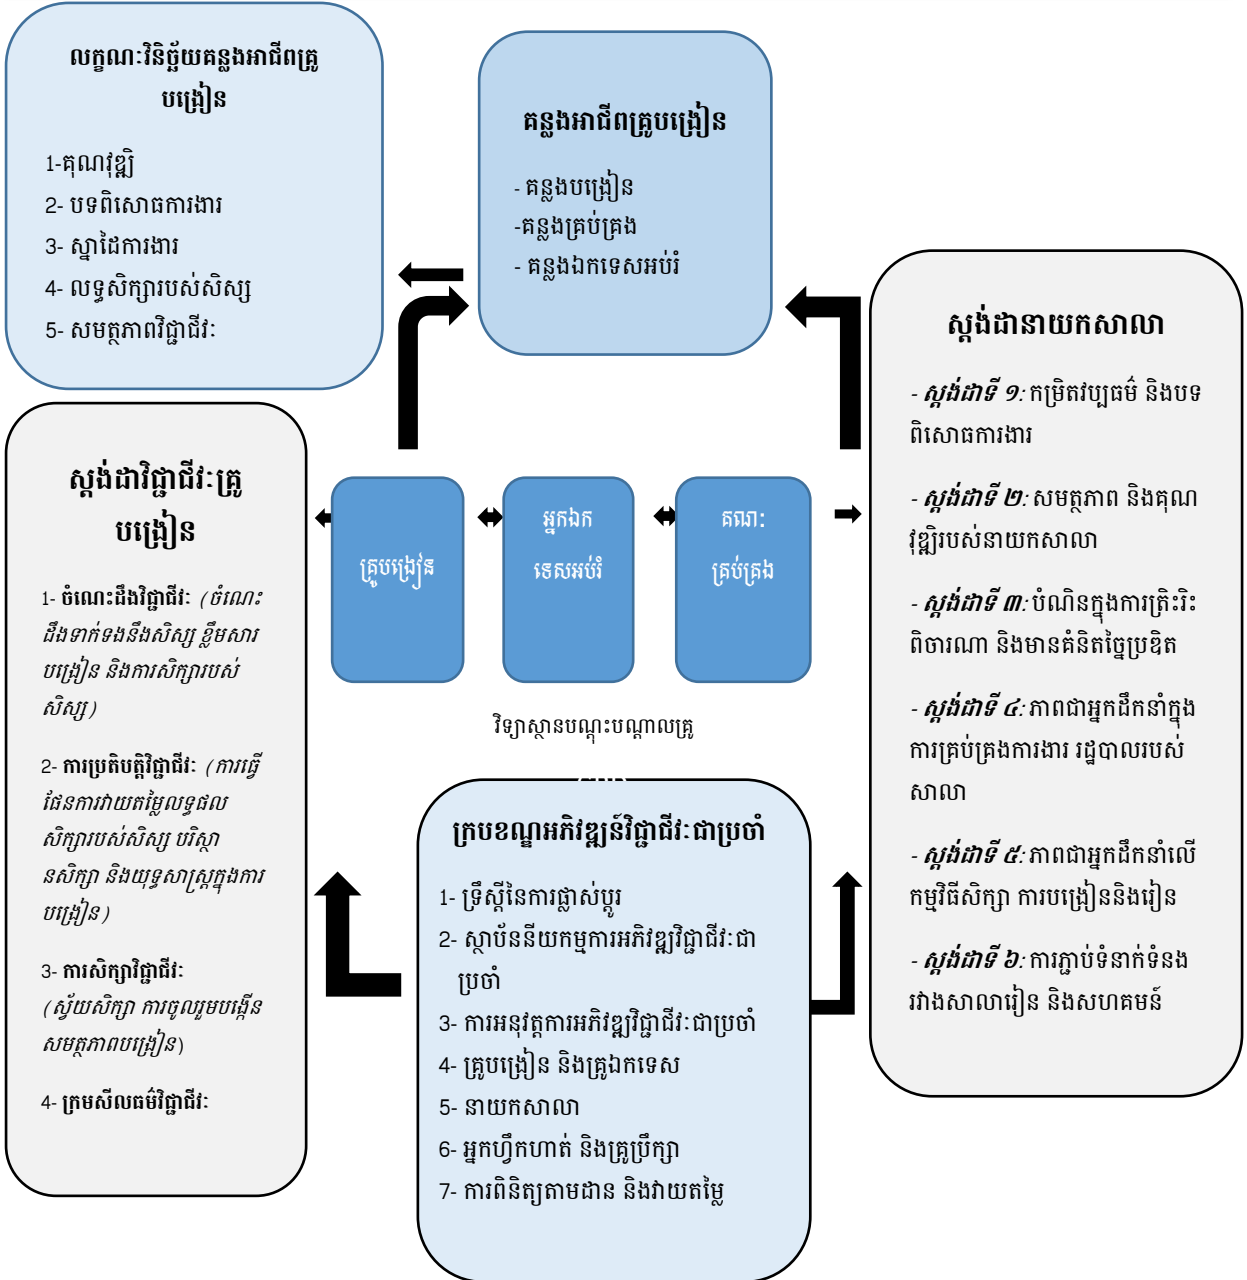 លក្ខណៈវិនិច្ឆ័យគន្លងអាជីពគ្រូ
បង្រៀន
1-គុណវុឌ្ឍិ
2- បទពិសោធការងារ
3- ស្នាដៃការងារ
4- លទ្ធសិក្សារបស់សិស្ស
5- សមត្ថភាពវិជ្ជាជីវៈ
គន្លងអាជីពគ្រូបង្រៀន
- គន្លងបង្រៀន
-គន្លងគ្រប់គ្រង
- គន្លងឯកទេសអប់រំ
ស្តង់ដានាយកសាលា
- ស្តង់ដាទី ១: កម្រិតវប្បធម៌ និងបទ
ពិសោធការងារ
- ស្តង់ដាទី ២: សមត្ថភាព និងគុណ
វុឌ្ឍិរបស់នាយកសាលា
- ស្តង់ដាទី ៣: បំណិនក្នុងការត្រិះរិះ
ពិចារណា និងមានគំនិតច្នៃប្រឌិត
- ស្តង់ដាទី ៤: ភាពជាអ្នកដឹកនាំក្នុង
ការគ្រប់គ្រងការងារ រដ្ឋបាលរបស់
សាលា
- ស្តង់ដាទី ៥: ភាពជាអ្នកដឹកនាំលើ
កម្មវិធីសិក្សា ការបង្រៀននិងរៀន
- ស្តង់ដាទី ៦: ការភ្ជាប់ទំនាក់ទំនង
រវាងសាលារៀន និងសហគមន៍
ស្តង់ដាវិជ្ជាជីវៈគ្រូ
បង្រៀន
1- ចំណេះដឹងវិជ្ជាជីវៈ (ចំណេះ
ដឹងទាក់ទងនឹងសិស្ស ខ្លឹមសារ
បង្រៀន និងការសិក្សារបស់
សិស្ស)
2- ការប្រតិបត្តិវិជ្ជាជីវៈ (ការធ្វើ
ផែនការវាយតម្លៃលទ្ធផល
សិក្សារបស់សិស្ស បរិស្ថា
នសិក្សា និងយុទ្ធសាស្ត្រក្នុងការ
បង្រៀន)
3- ការសិក្សាវិជ្ជាជីវៈ
(ស្វ័យសិក្សា ការចូលរួមបង្កើន
សមត្ថភាពបង្រៀន)
4- ក្រមសីលធម៌វិជ្ជាជីវៈ
គ្រូបង្រៀន
អ្នកឯក
ទេសអប់រំ
គណៈ
គ្រប់គ្រង
វិទ្យាស្ថានបណ្តុះបណ្តាលគ្រូ
ក្របខណ្ឌអភិវឌ្ឍន៍វិជ្ជាជីវៈជាប្រចាំ
1- ទ្រឹស្តីនៃការផ្លាស់ប្តូរ
2- ស្ថាប័ននីយកម្មការអភិវឌ្ឍវិជ្ជាជីវៈជា
ប្រចាំ
3- ការអនុវត្តការអភិវឌ្ឍវិជ្ជាជីវៈជាប្រចាំ
4- គ្រូបង្រៀន និងគ្រូឯកទេស
5- នាយកសាលា
6- អ្នកហ្វឹកហាត់ និងគ្រូប្រឹក្សា
7- ការពិនិត្យតាមដាន និងវាយតម្លៃ